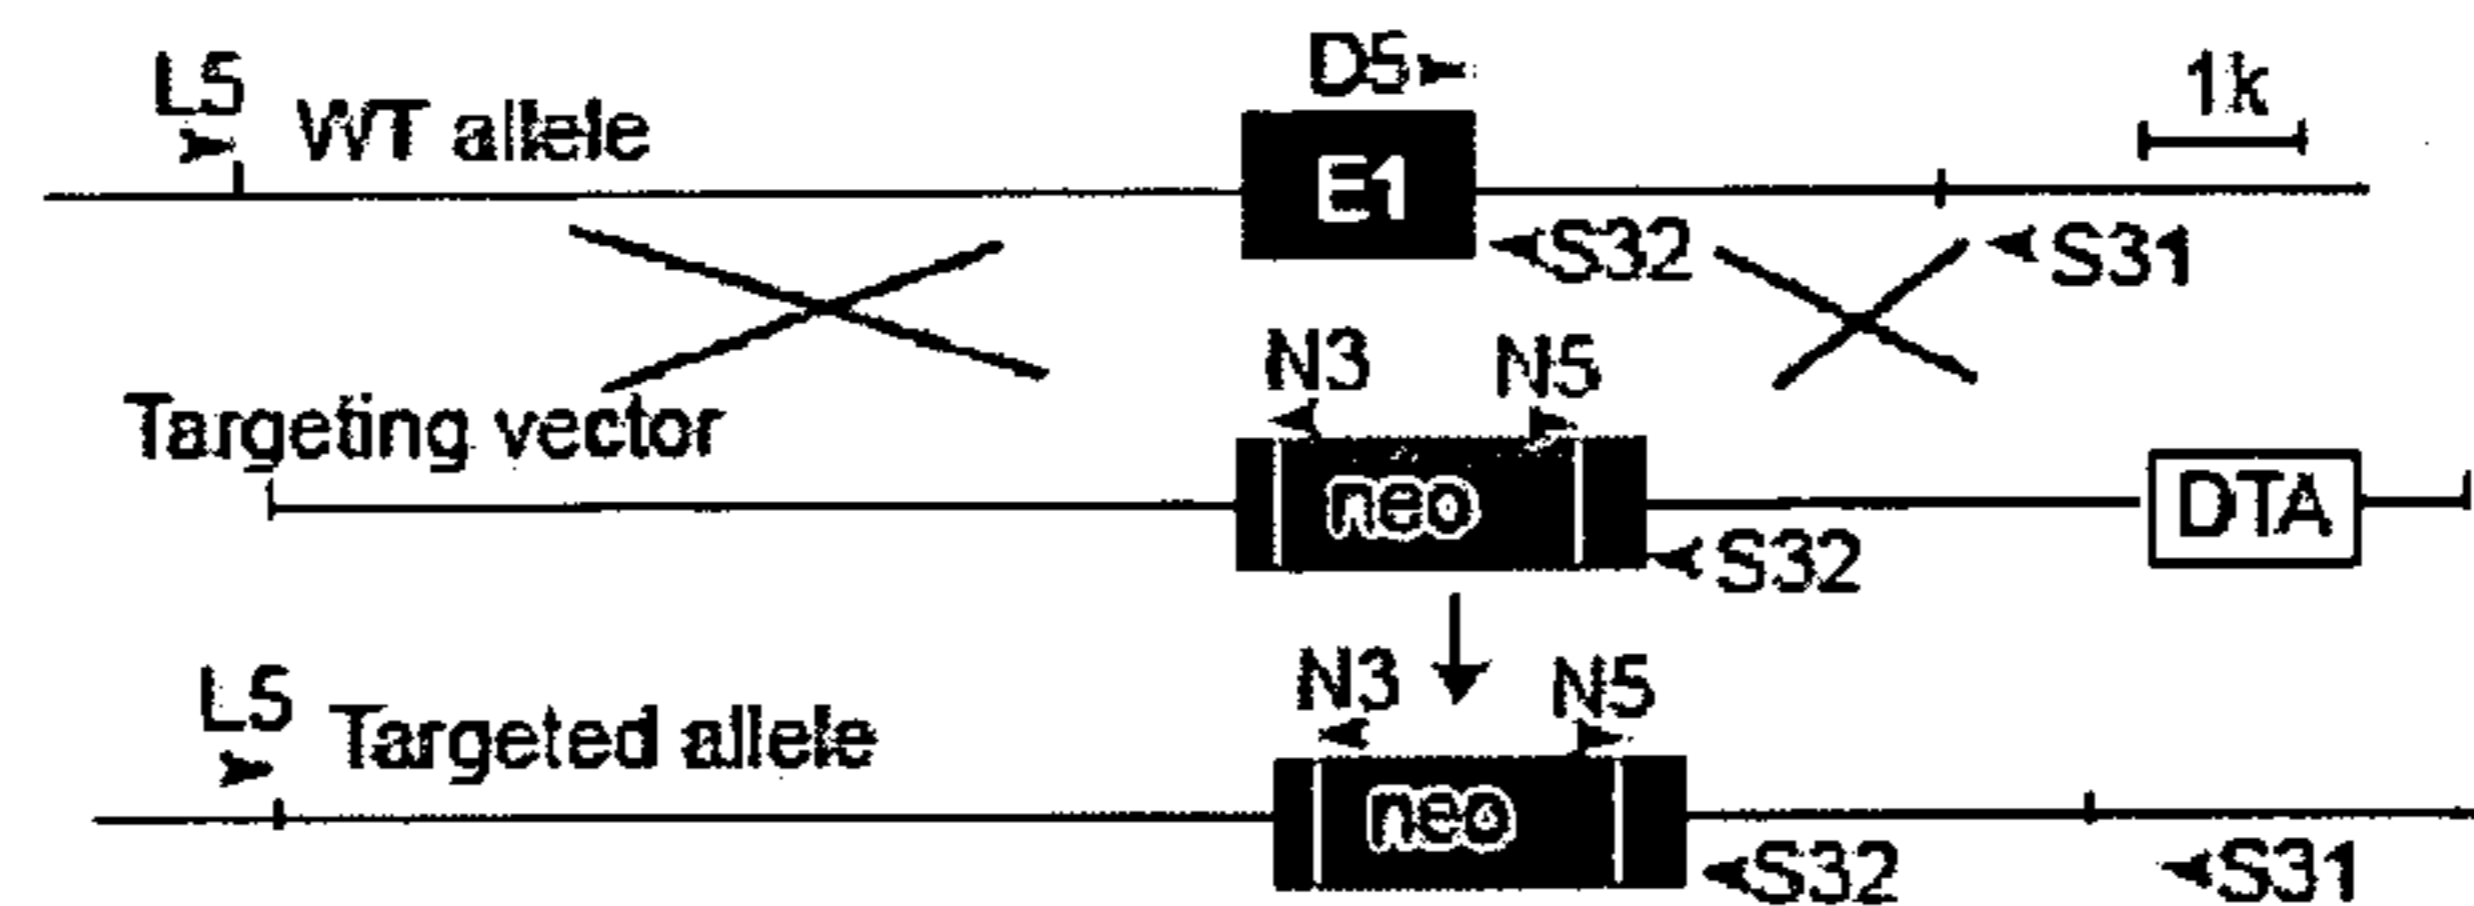 L5 WT allele D5 1k
E1
S32 S31
N3 N5
Targeting vector
neo DTA
S32
L5 Targeted allele N3 N5
neo
S32 S31